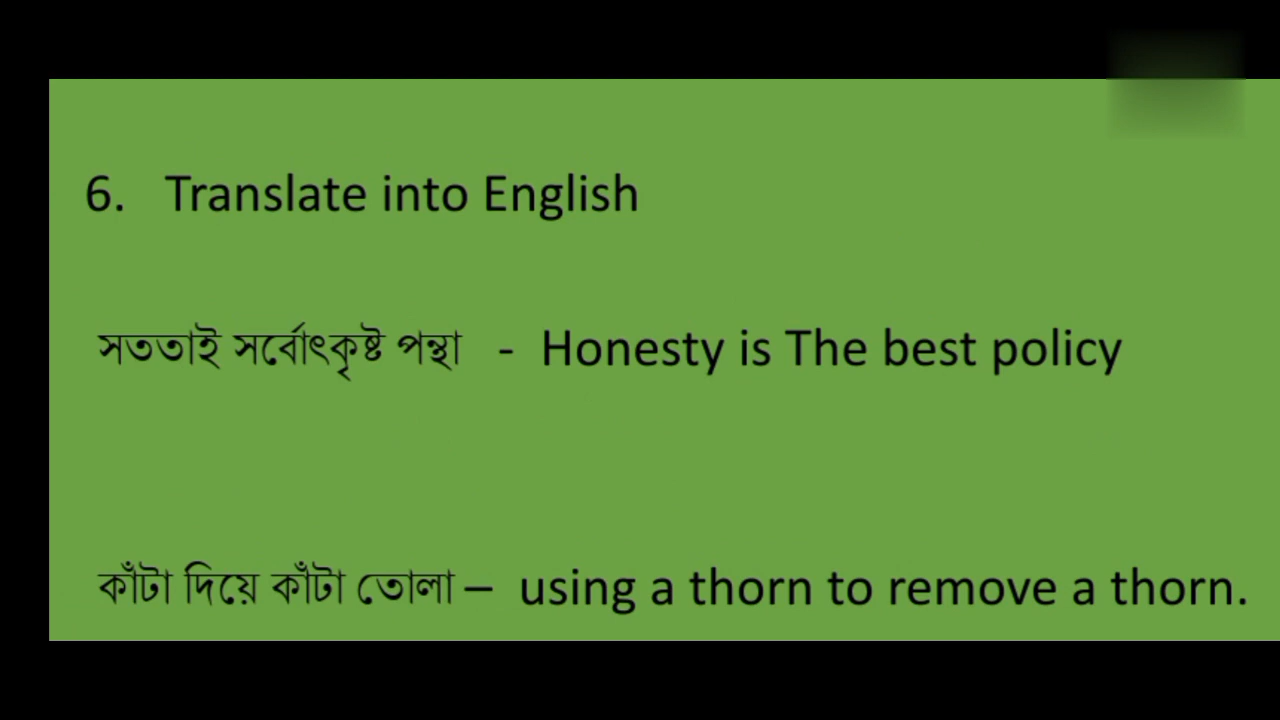 6. Translate into English
সততাই সর্বোৎকৃষ্ট পন্থা - Honesty is The best policy
কাঁটা দিয়ে কাঁটা তোলা – using a thorn to remove a thorn.